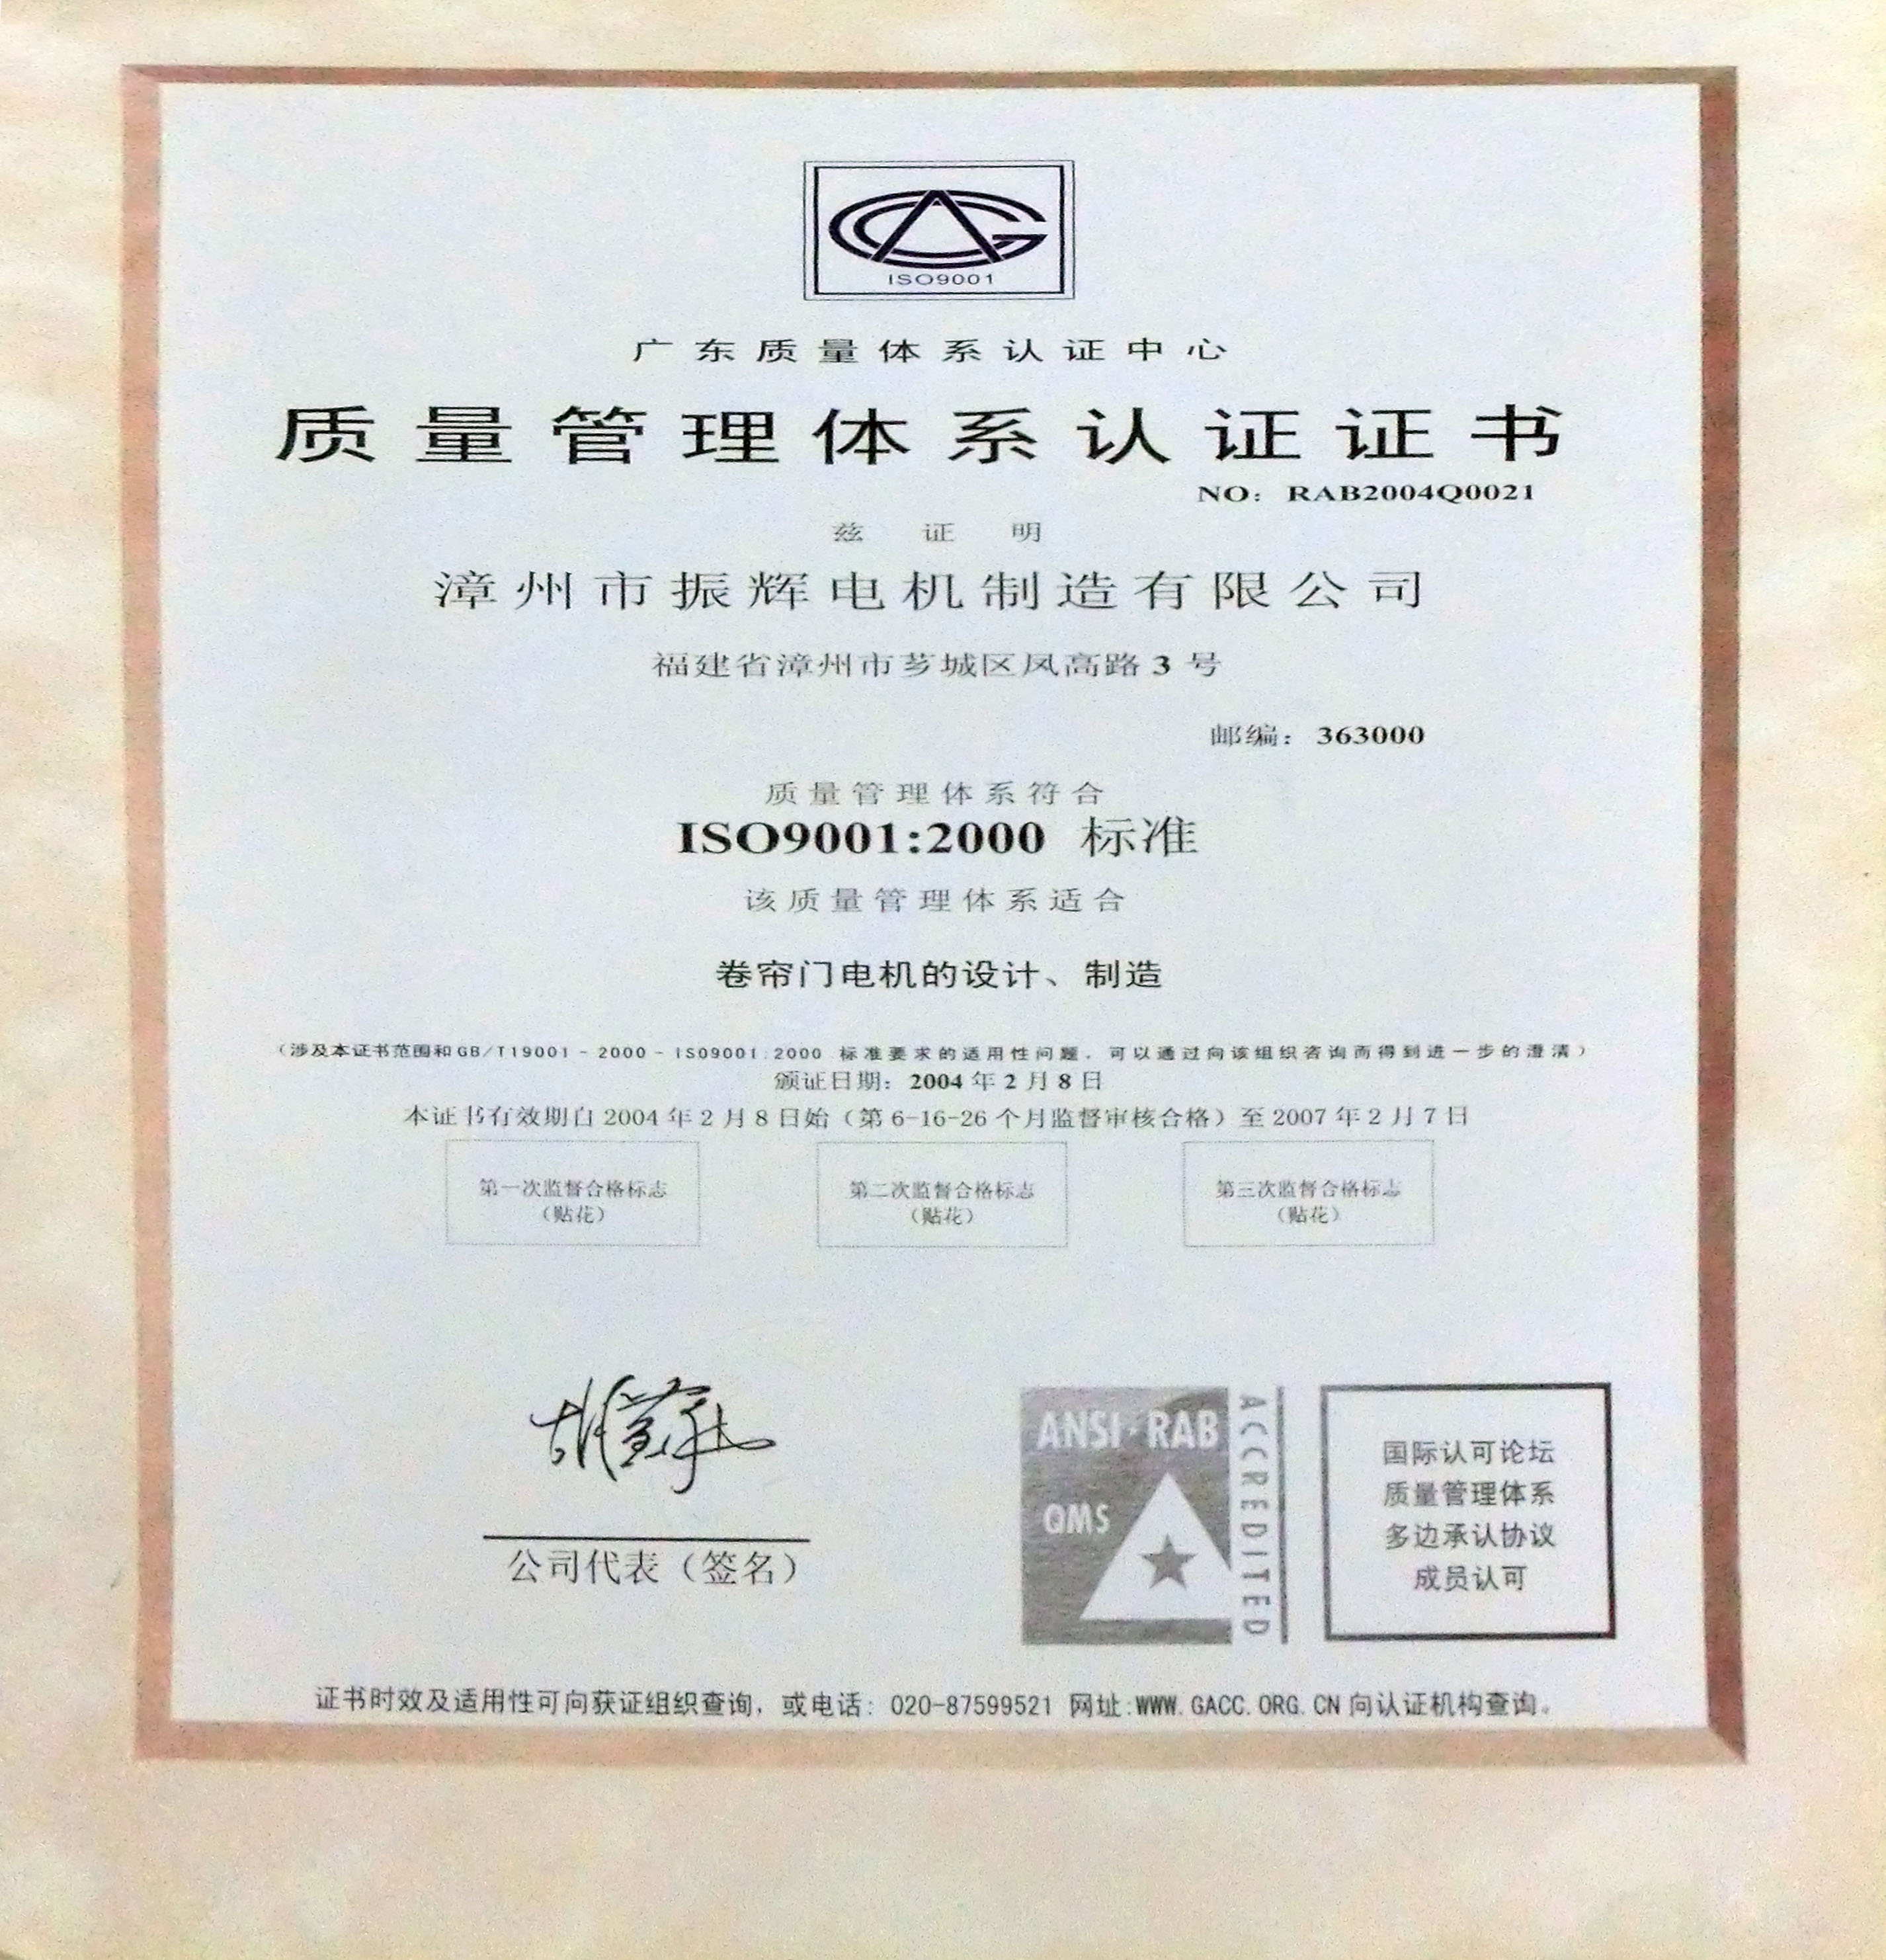 CAG
ISO9001
广东质量体系认证中心
质量管理体系认证证书
NO：RAB2004Q0021
兹证明
漳州市振辉电机制造有限公司
福建省漳州市芗城区凤高路 3 号
邮编：363000
质量管理体系符合
ISO9001:2000 标准
该质量管理体系适合
卷帘门电机的设计、制造
（涉及本证书范围和GB/T19001-2000-ISO9001:2000 标准要求的适用性问题，可以通过向该组织咨询而得到进一步的澄清）
颁证日期：2004 年 2 月 8 日
本证书有效期自 2004 年 2 月 8 日始（第 6-16-26 个月监督审核合格）至 2007 年 2 月 7 日
第一次监督合格标志
（贴花）
第二次监督合格标志
（贴花）
第三次监督合格标志
（贴花）
公司代表（签名）
ANSI·RAB
QMS
ACCREDITED
国际认可论坛
质量管理体系
多边承认协议
成员认可
证书时效及适用性可向获证组织查询，或电话：020-87599521 网址:WWW.GACC.ORG.CN 向认证机构查询。